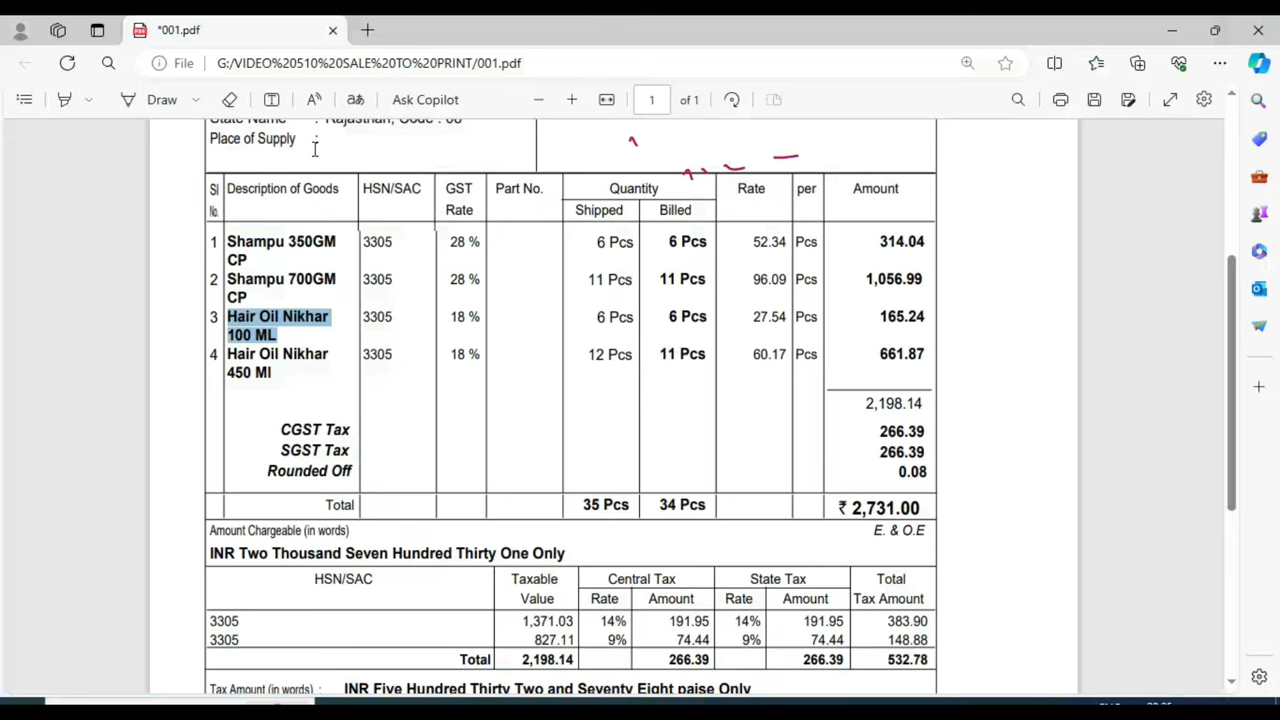 *001.pdf
File G:/VIDEO%20510%20SALE%20TO%20PRINT/001.pdf
Draw Ask Copilot 1 of 1
State Name : Rajasthan, Code : 08
Place of Supply :
Sl No. Description of Goods HSN/SAC GST Rate Part No. Quantity Rate per Amount
Shipped Billed
1 Shampu 350GM 3305 28 % 6 Pcs 6 Pcs 52.34 Pcs 314.04
CP
2 Shampu 700GM 3305 28 % 11 Pcs 11 Pcs 96.09 Pcs 1,056.99
CP
3 Hair Oil Nikhar 3305 18 % 6 Pcs 6 Pcs 27.54 Pcs 165.24
100 ML
4 Hair Oil Nikhar 3305 18 % 12 Pcs 11 Pcs 60.17 Pcs 661.87
450 Ml
2,198.14
CGST Tax 266.39
SGST Tax 266.39
Rounded Off 0.08
Total 35 Pcs 34 Pcs ₹ 2,731.00
Amount Chargeable (in words) E. & O.E
INR Two Thousand Seven Hundred Thirty One Only
HSN/SAC Taxable Central Tax State Tax Total
Value Rate Amount Rate Amount Tax Amount
3305 1,371.03 14% 191.95 14% 191.95 383.90
3305 827.11 9% 74.44 9% 74.44 148.88
Total 2,198.14 266.39 266.39 532.78
Tax Amount (in words) : INR Five Hundred Thirty Two and Seventy Eight paise Only